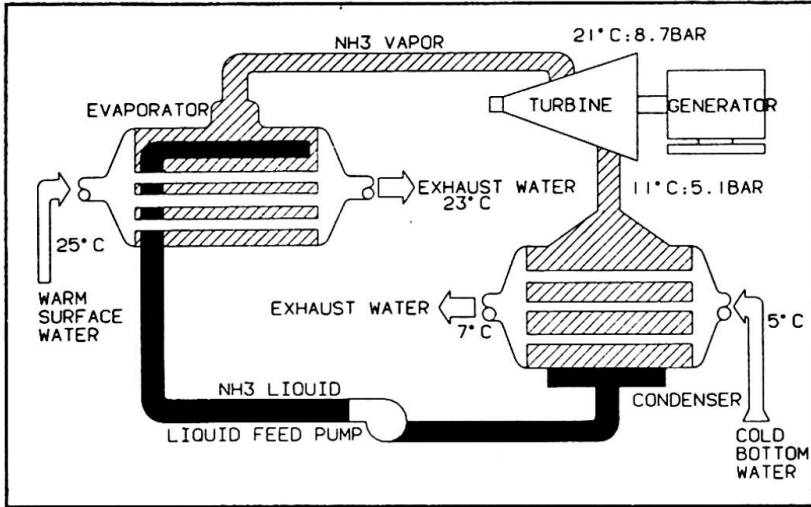 NH3 VAPOR
21°C:8.7BAR
EVAPORATOR
TURBINE
GENERATOR
EXHAUST WATER
23°C
11°C:5.1BAR
25°C
WARM
SURFACE
WATER
EXHAUST WATER
7°C
5°C
NH3 LIQUID
LIQUID FEED PUMP
CONDENSER
COLD
BOTTOM
WATER